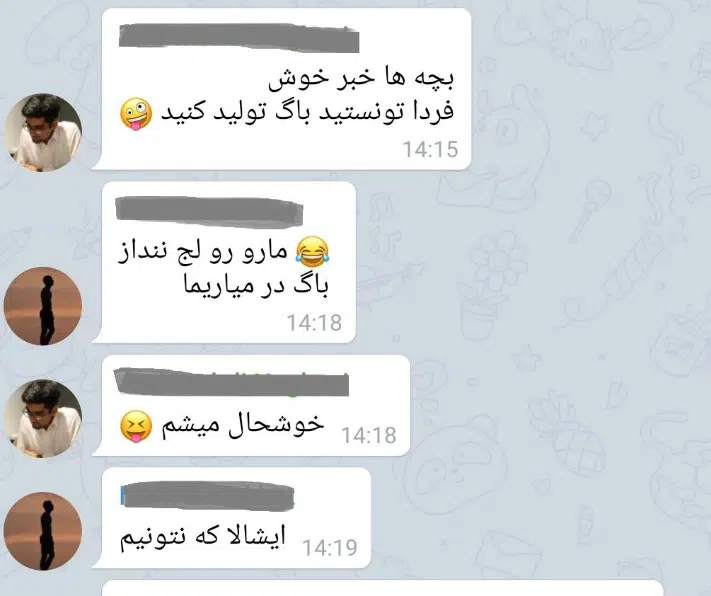 بچه ها خبر خوش
فردا تونستید باگ تولید کنید 🤪
14:15
😂 مارو رو لج ننداز
باگ در میاریما
14:18
خوشحال میشم 😝
14:18
ایشالا که نتونیم
14:19